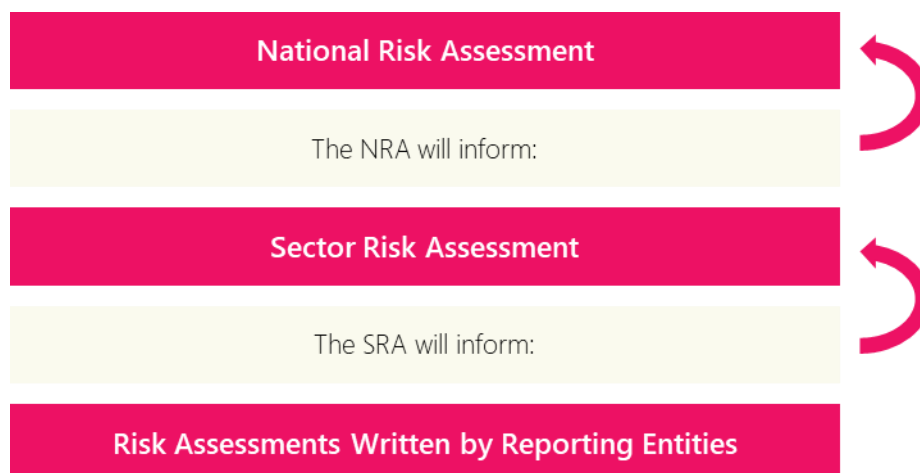 National Risk Assessment
The NRA will inform:
Sector Risk Assessment
The SRA will inform:
Risk Assessments Written by Reporting Entities